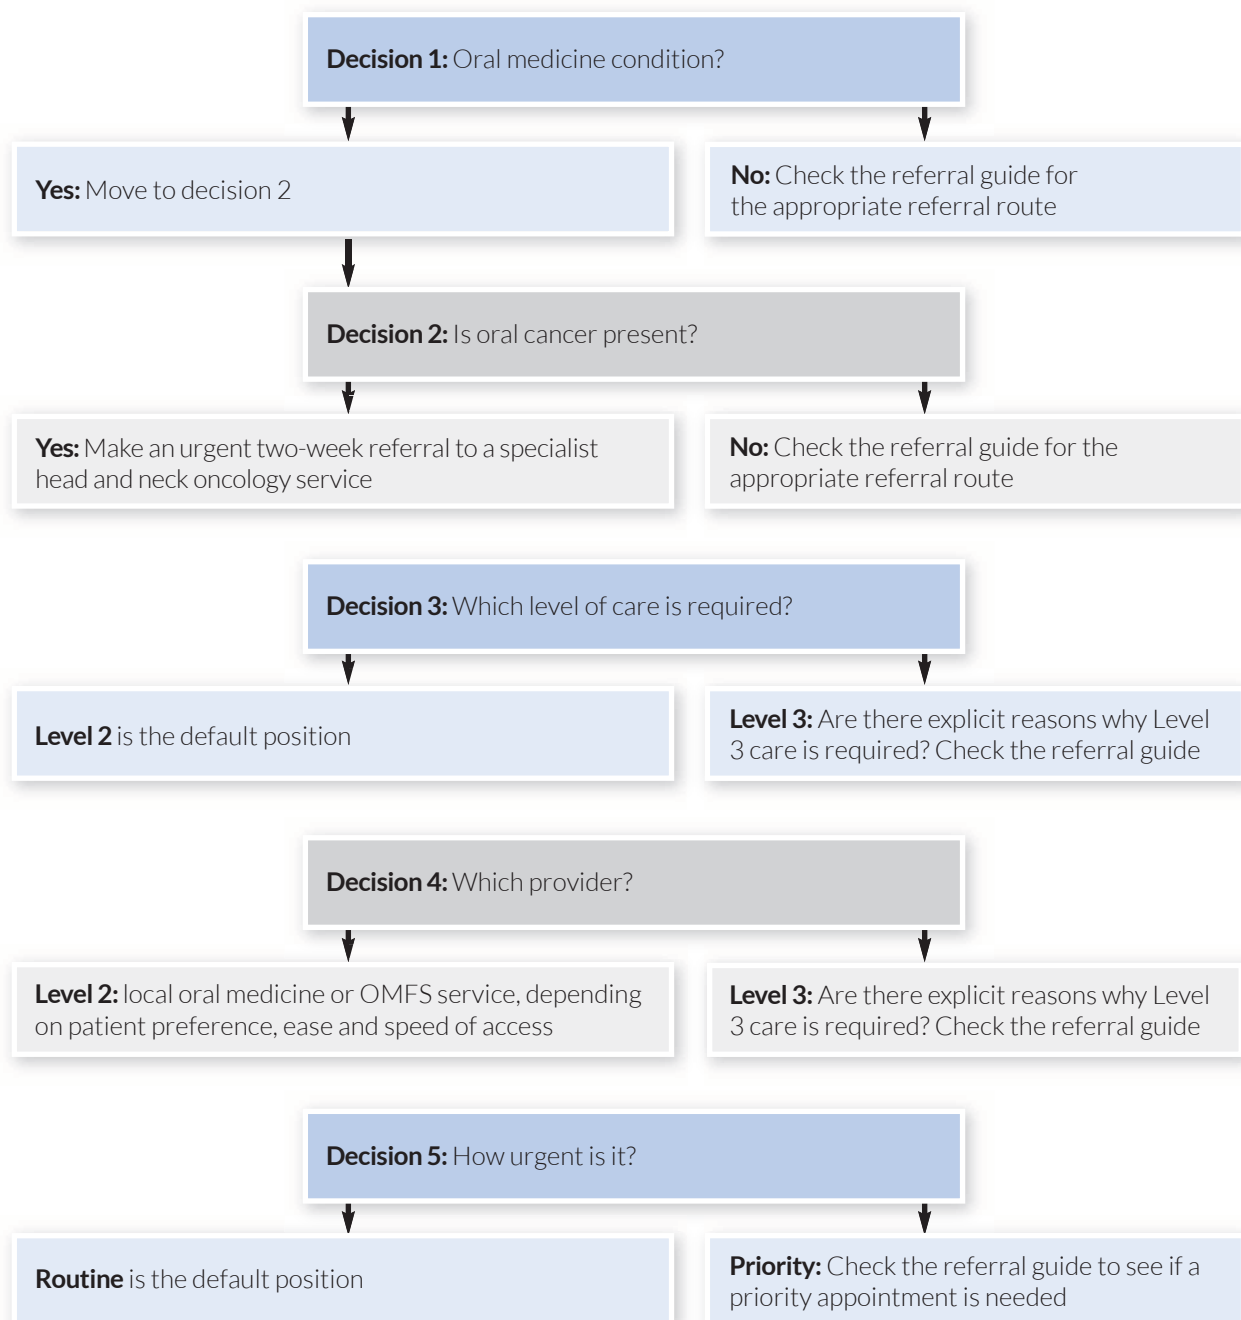 Decision 1: Oral medicine condition?
Yes: Move to decision 2
No: Check the referral guide for
the appropriate referral route
Decision 2: Is oral cancer present?
Yes: Make an urgent two-week referral to a specialist
head and neck oncology service
No: Check the referral guide for the
appropriate referral route
Decision 3: Which level of care is required?
Level 2 is the default position
Level 3: Are there explicit reasons why Level
3 care is required? Check the referral guide
Decision 4: Which provider?
Level 2: local oral medicine or OMFS service, depending
on patient preference, ease and speed of access
Level 3: Are there explicit reasons why Level
3 care is required? Check the referral guide
Decision 5: How urgent is it?
Routine is the default position
Priority: Check the referral guide to see if a
priority appointment is needed